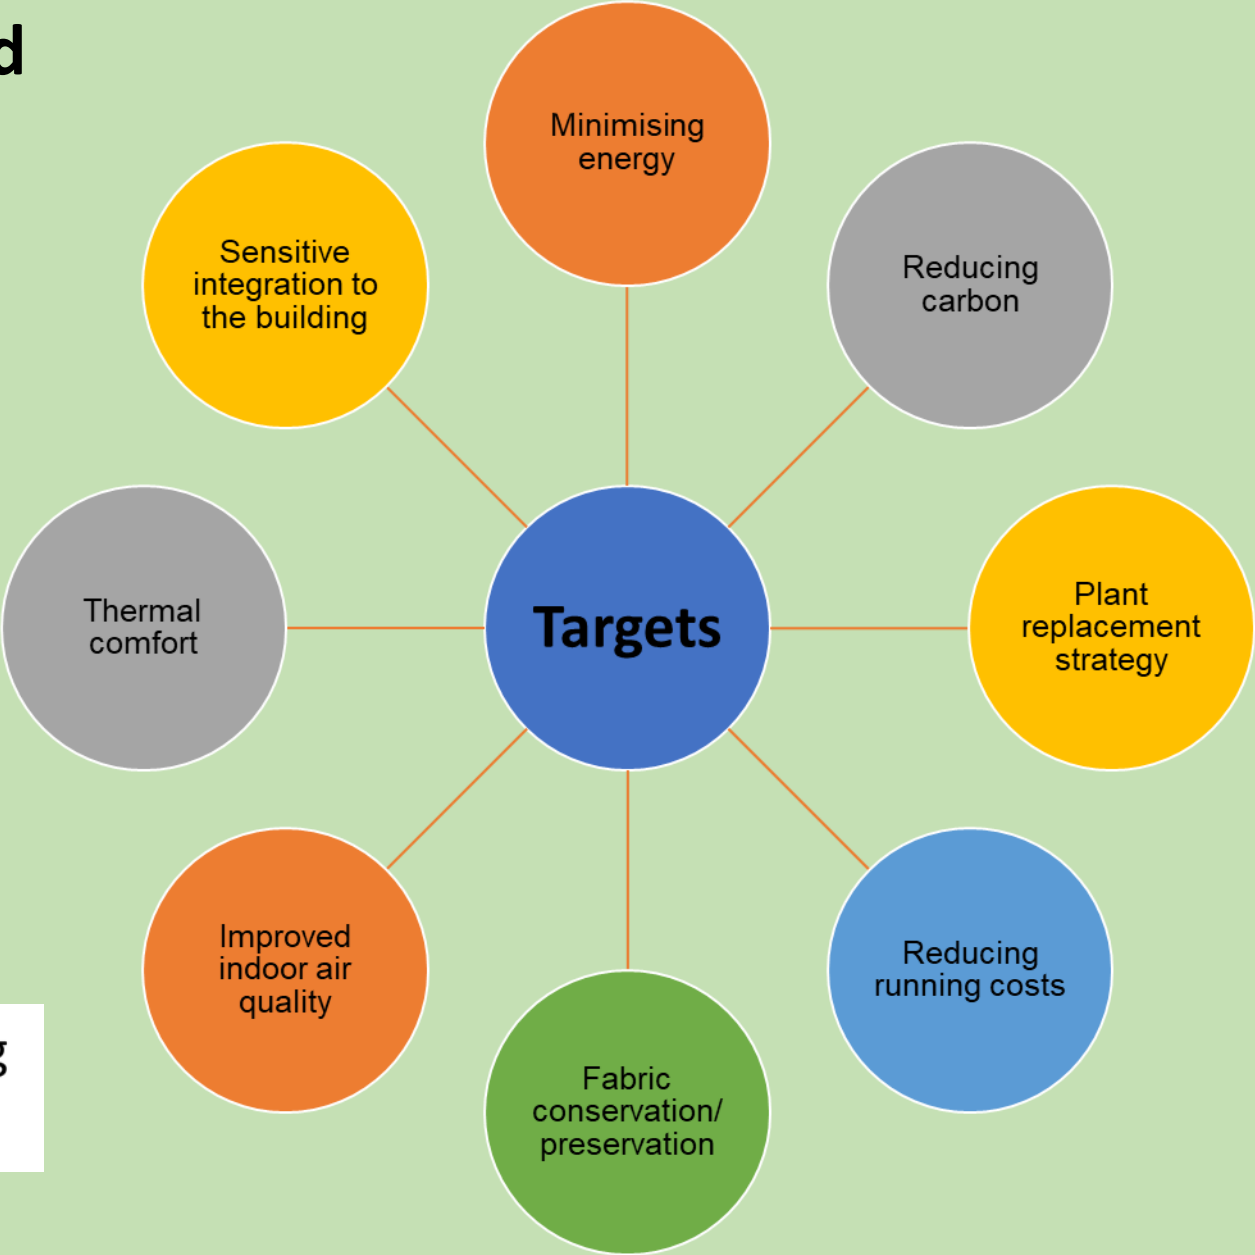 d
Minimising
energy
Sensitive
integration to
the building
Reducing
carbon
Thermal
comfort
Targets
Plant
replacement
strategy
Improved
indoor air
quality
Reducing
running costs
Fabric
conservation/
preservation
g